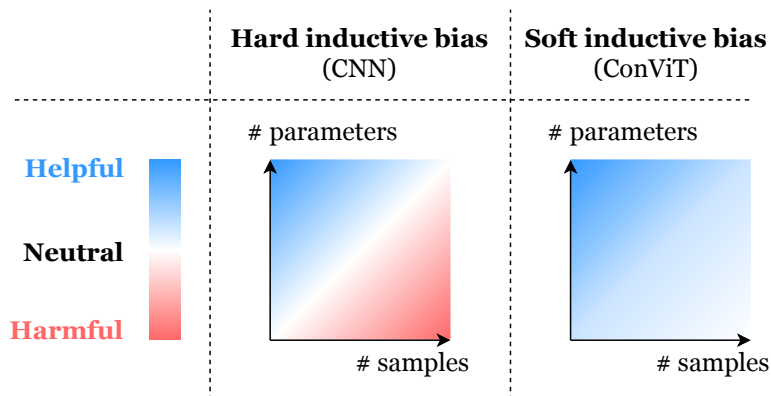 Hard inductive bias
(CNN)
Soft inductive bias
(ConViT)
Helpful
Neutral
Harmful
# parameters
# samples
# parameters
# samples